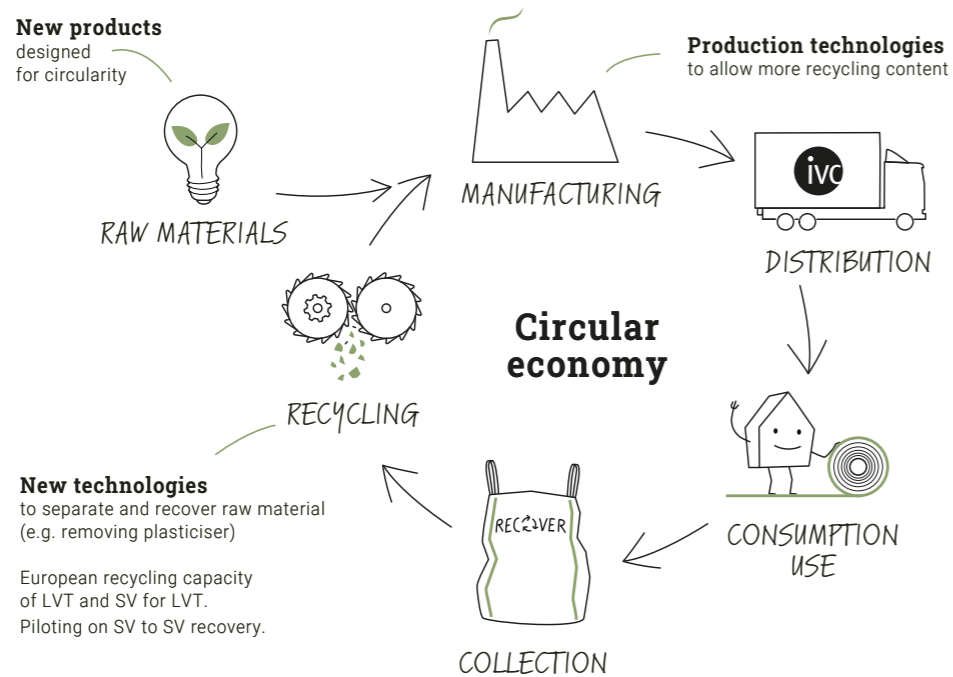 New products
designed
for circularity
Production technologies
to allow more recycling content
ivc
RAW MATERIALS
MANUFACTURING
DISTRIBUTION
Circular
economy
RECYCLING
New technologies
to separate and recover raw material
(e.g. removing plasticiser)
European recycling capacity
of LVT and SV for LVT.
Piloting on SV to SV recovery.
RECOVER
CONSUMPTION
USE
COLLECTION